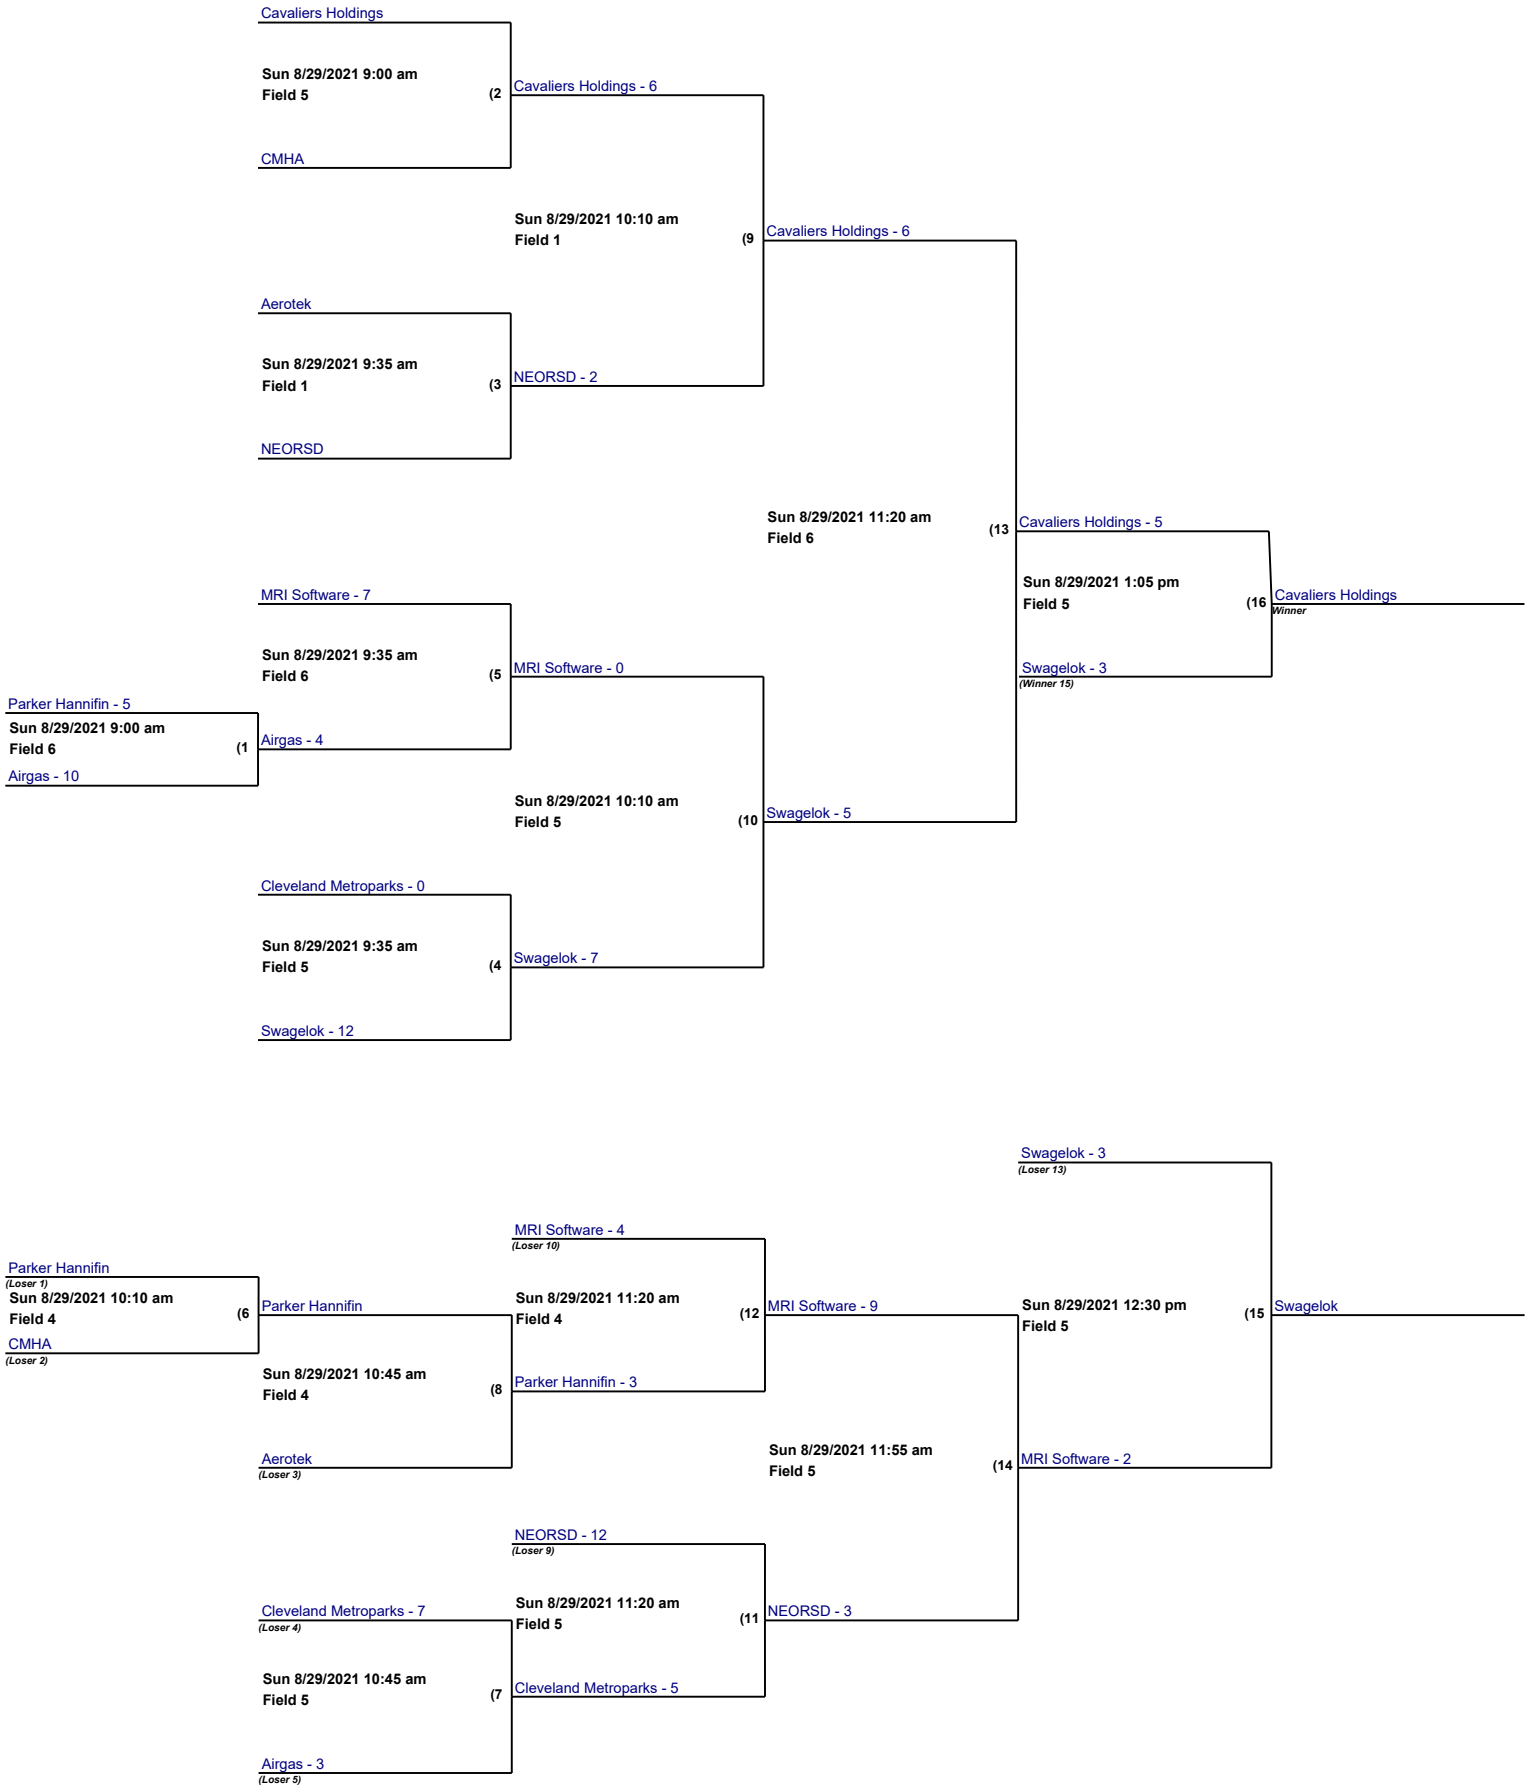 Cavaliers Holdings
Sun 8/29/2021 9:00 am
Field 5
(2
Cavaliers Holdings - 6
CMHA
Sun 8/29/2021 10:10 am
Field 1
(9
Cavaliers Holdings - 6
Aerotek
Sun 8/29/2021 9:35 am
Field 1
(3
NEORSD - 2
NEORSD
Sun 8/29/2021 11:20 am
Field 6
(13
Cavaliers Holdings - 5
Sun 8/29/2021 1:05 pm
Field 5
(16
Cavaliers Holdings
Winner
MRI Software - 7
Sun 8/29/2021 9:35 am
Field 6
(5
MRI Software - 0
Swagelok - 3
(Winner 15)
Parker Hannifin - 5
Sun 8/29/2021 9:00 am
Field 6
(1
Airgas - 4
Airgas - 10
Sun 8/29/2021 10:10 am
Field 5
(10
Swagelok - 5
Cleveland Metroparks - 0
Sun 8/29/2021 9:35 am
Field 5
(4
Swagelok - 7
Swagelok - 12
Swagelok - 3
(Loser 13)
MRI Software - 4
(Loser 10)
Parker Hannifin
(Loser 1)
Sun 8/29/2021 10:10 am
Field 4
(6
Parker Hannifin
Sun 8/29/2021 11:20 am
Field 4
(12
MRI Software - 9
Sun 8/29/2021 12:30 pm
Field 5
(15
Swagelok
CMHA
(Loser 2)
Sun 8/29/2021 10:45 am
Field 4
(8
Parker Hannifin - 3
Aerotek
(Loser 3)
Sun 8/29/2021 11:55 am
Field 5
(14
MRI Software - 2
NEORSD - 12
(Loser 9)
Cleveland Metroparks - 7
(Loser 4)
Sun 8/29/2021 11:20 am
Field 5
(11
NEORSD - 3
Sun 8/29/2021 10:45 am
Field 5
(7
Cleveland Metroparks - 5
Airgas - 3
(Loser 5)